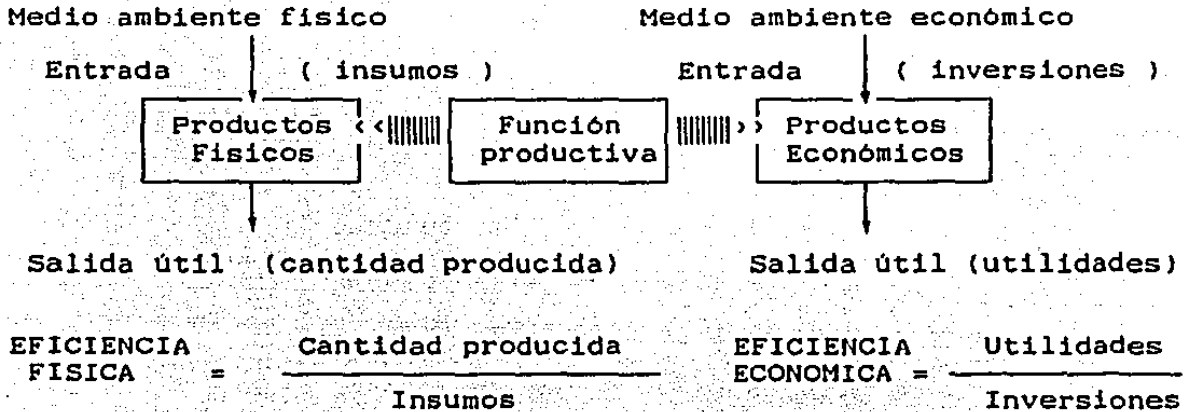 Medio ambiente físico Medio ambiente económico
Entrada ( insumos ) Entrada ( inversiones )
Productos Función Productos
Físicos productiva Económicos
Salida útil (cantidad producida) Salida útil (utilidades)
EFICIENCIA Cantidad producida EFICIENCIA Utilidades
FISICA = ECONOMICA =
Insumos Inversiones